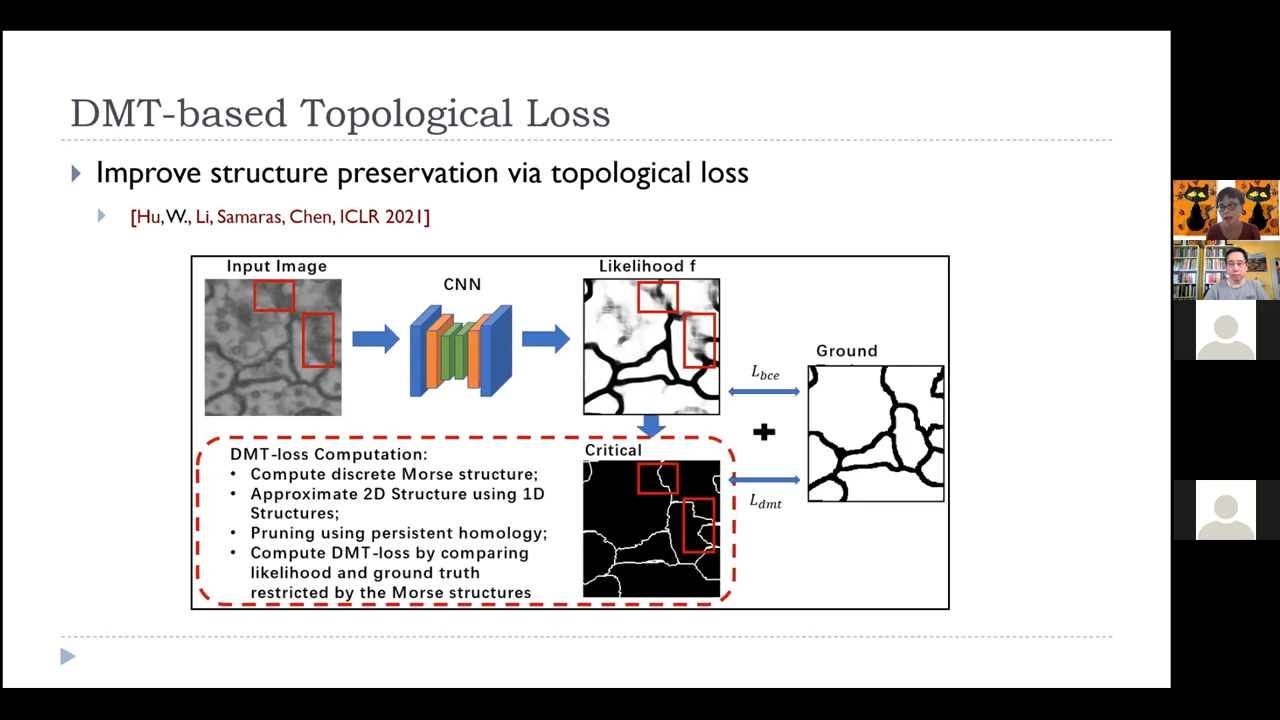 DMT-based Topological Loss
Improve structure preservation via topological loss
[Hu, W., Li, Samaras, Chen, ICLR 2021]
Input Image
CNN
Likelihood f
Ground
L_bce
L_dmt
Critical
DMT-loss Computation:
• Compute discrete Morse structure;
• Approximate 2D Structure using 1D
Structures;
• Pruning using persistent homology;
• Compute DMT-loss by comparing
likelihood and ground truth
restricted by the Morse structures